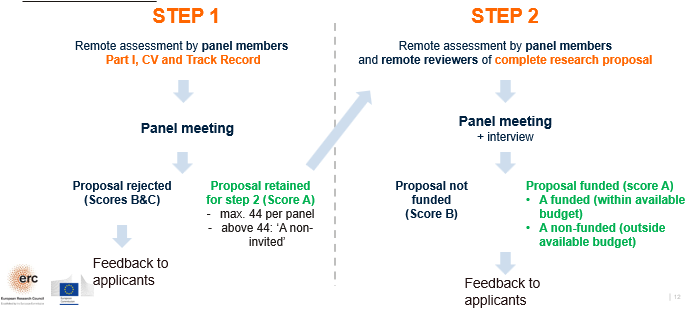 STEP 1
Remote assessment by panel members
Part I, CV and Track Record
Panel meeting
Proposal rejected
(Scores B&C)
Proposal retained
for step 2 (Score A)
- max. 44 per panel
- above 44: ‘A non-
invited’
Feedback to
applicants
STEP 2
Remote assessment by panel members
and remote reviewers of complete research proposal
Panel meeting
+ interview
Proposal not
funded
(Score B)
Proposal funded (score A)
• A funded (within available
budget)
• A non-funded (outside
available budget)
Feedback to
applicants
erc
European Research Council
European
Commission
| 12